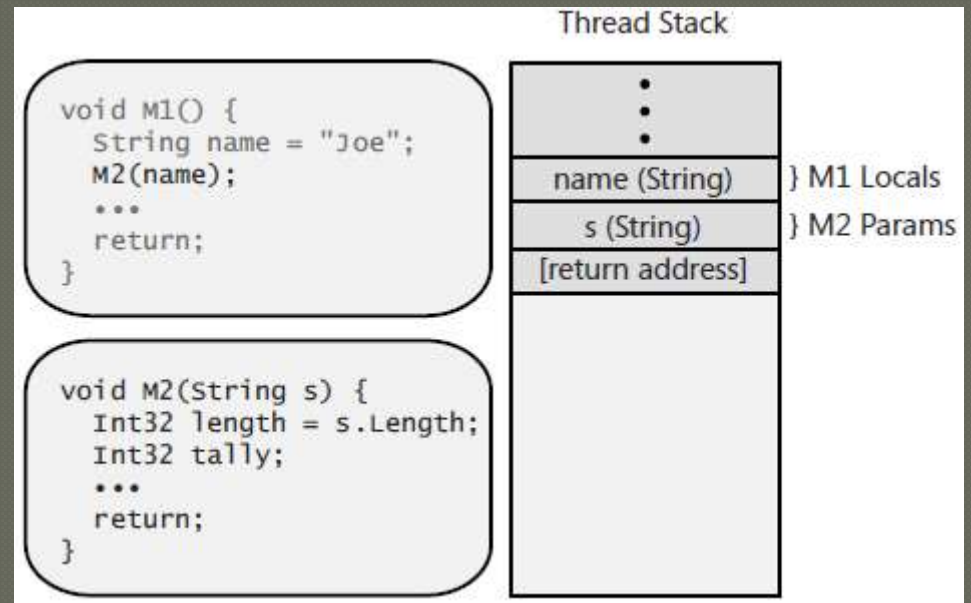 Thread Stack
void M1() {
String name = "Joe";
M2(name);
•••
return;
}
•
•
•
name (String) } M1 Locals
s (String) } M2 Params
[return address]
void M2(String s) {
Int32 length = s.Length;
Int32 tally;
•••
return;
}